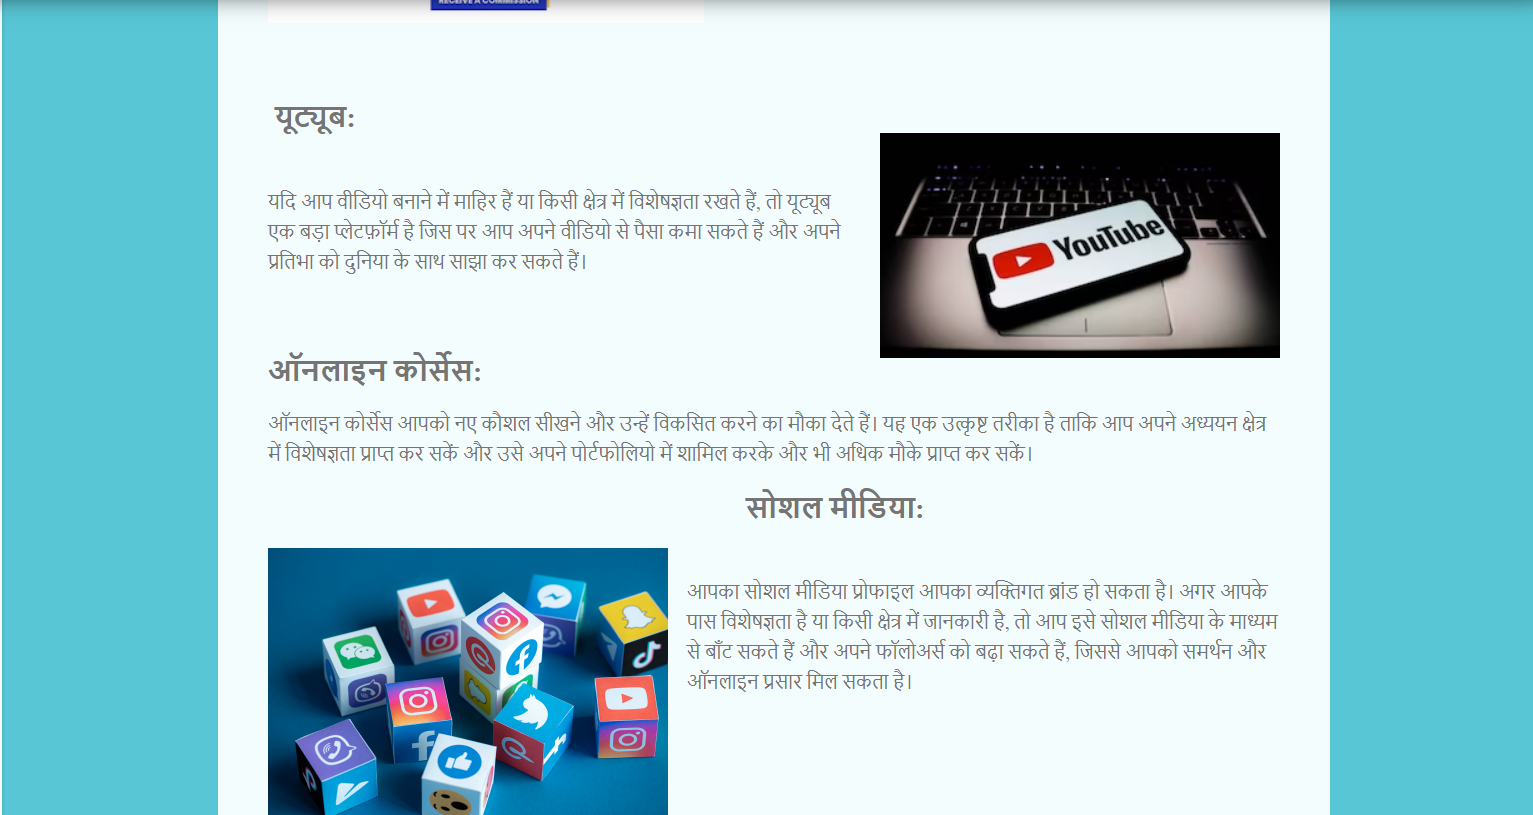 RECEIVE A COMMISSION
यूट्यूब:
यदि आप वीडियो बनाने में माहिर हैं या किसी क्षेत्र में विशेषज्ञता रखते हैं, तो यूट्यूब
एक बड़ा प्लेटफ़ॉर्म है जिस पर आप अपने वीडियो से पैसा कमा सकते हैं और अपने
प्रतिभा को दुनिया के साथ साझा कर सकते हैं।
YouTube
ऑनलाइन कोर्सेस:
ऑनलाइन कोर्सेस आपको नए कौशल सीखने और उन्हें विकसित करने का मौका देते हैं। यह एक उत्कृष्ट तरीका है ताकि आप अपने अध्ययन क्षेत्र
में विशेषज्ञता प्राप्त कर सकें और उसे अपने पोर्टफोलियो में शामिल करके और भी अधिक मौके प्राप्त कर सकें।
सोशल मीडिया:
आपका सोशल मीडिया प्रोफाइल आपका व्यक्तिगत ब्रांड हो सकता है। अगर आपके
पास विशेषज्ञता है या किसी क्षेत्र में जानकारी है, तो आप इसे सोशल मीडिया के माध्यम
से बाँट सकते हैं और अपने फॉलोअर्स को बढ़ा सकते हैं, जिससे आपको समर्थन और
ऑनलाइन प्रसार मिल सकता है।